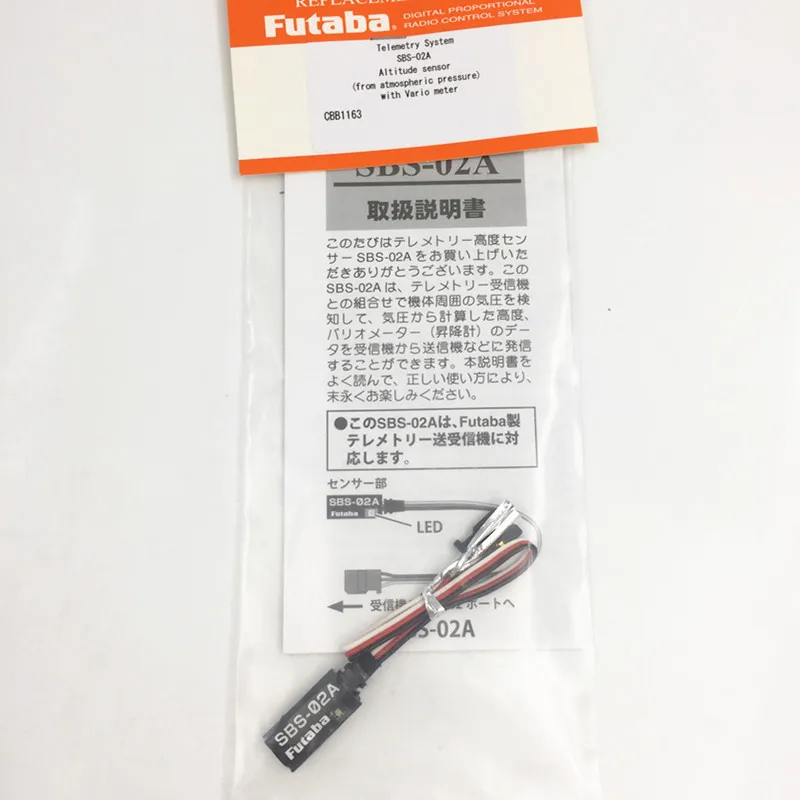 REPLACEMEN
Futaba
DIGITAL PROPORTIONAL
RADIO CONTROL SYSTEM
Telemetry System
SBS-02A
Altitude sensor
(from atmospheric pressure)
with Vario meter
CBB1163
SBS-02A
取扱説明書
このたびはテレメトリー高度セン
サー SBS-02A をお買い上げいた
だきありがとうございます。この
SBS-02A は、テレメトリー受信機
との組合せで機体周囲の気圧を検
知して、気圧から計算した高度、
バリオメーター（昇降計）のデー
タを受信機から送信機などに発信
することができます。本説明書を
よく読んで、正しい使い方により、
末永くお楽しみください。
●このSBS-02Aは、Futaba製
テレメトリー送受信機に対
応します。
センサー部
SBS-02A
Futaba
LED
受信機
2 ポートへ
S-02A
SBS-02A
Futaba